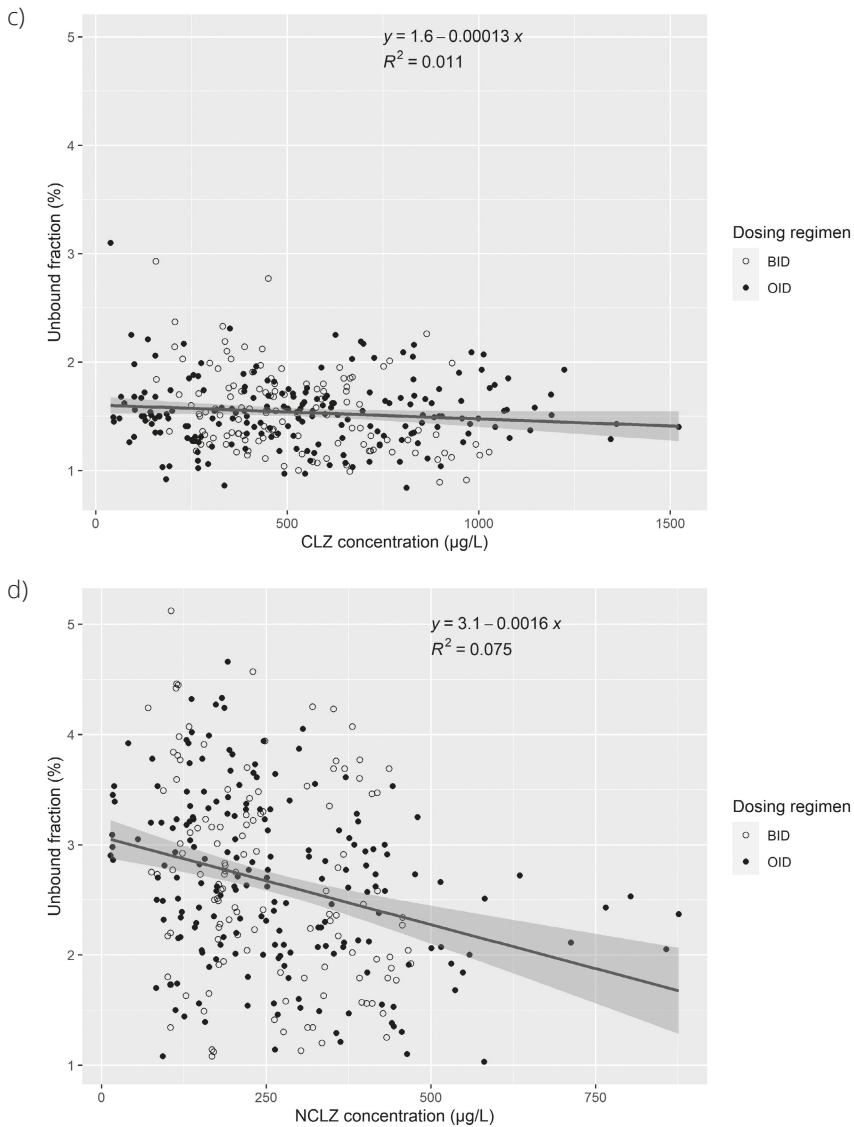 c)
y = 1.6 – 0.00013 x
R² = 0.011
5
4
3
2
1
Unbound fraction (%)
0
500
1000
1500
CLZ concentration (µg/L)
Dosing regimen
BID
OID
d)
y = 3.1 – 0.0016 x
R² = 0.075
5
4
3
2
1
Unbound fraction (%)
0
250
500
750
NCLZ concentration (µg/L)
Dosing regimen
BID
OID